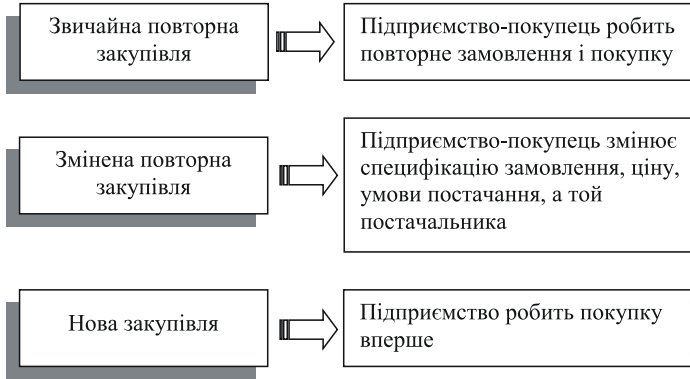 Звичайна повторна
закупівля
Підприємство-покупець робить
повторне замовлення і покупку
Змінена повторна
закупівля
Підприємство-покупець змінює
специфікацію замовлення, ціну,
умови постачання, а той
постачальника
Нова закупівля
Підприємство робить покупку
вперше